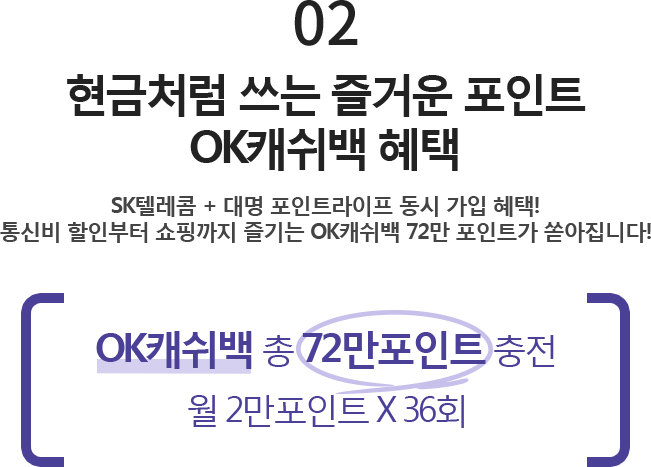 02
현금처럼 쓰는 즐거운 포인트
OK캐쉬백 혜택
SK텔레콤 + 대명 포인트라이프 동시 가입 혜택!
통신비 할인부터 쇼핑까지 즐기는 OK캐쉬백 72만 포인트가 쏟아집니다!
OK캐쉬백 총 72만포인트 충전
월 2만포인트 X 36회